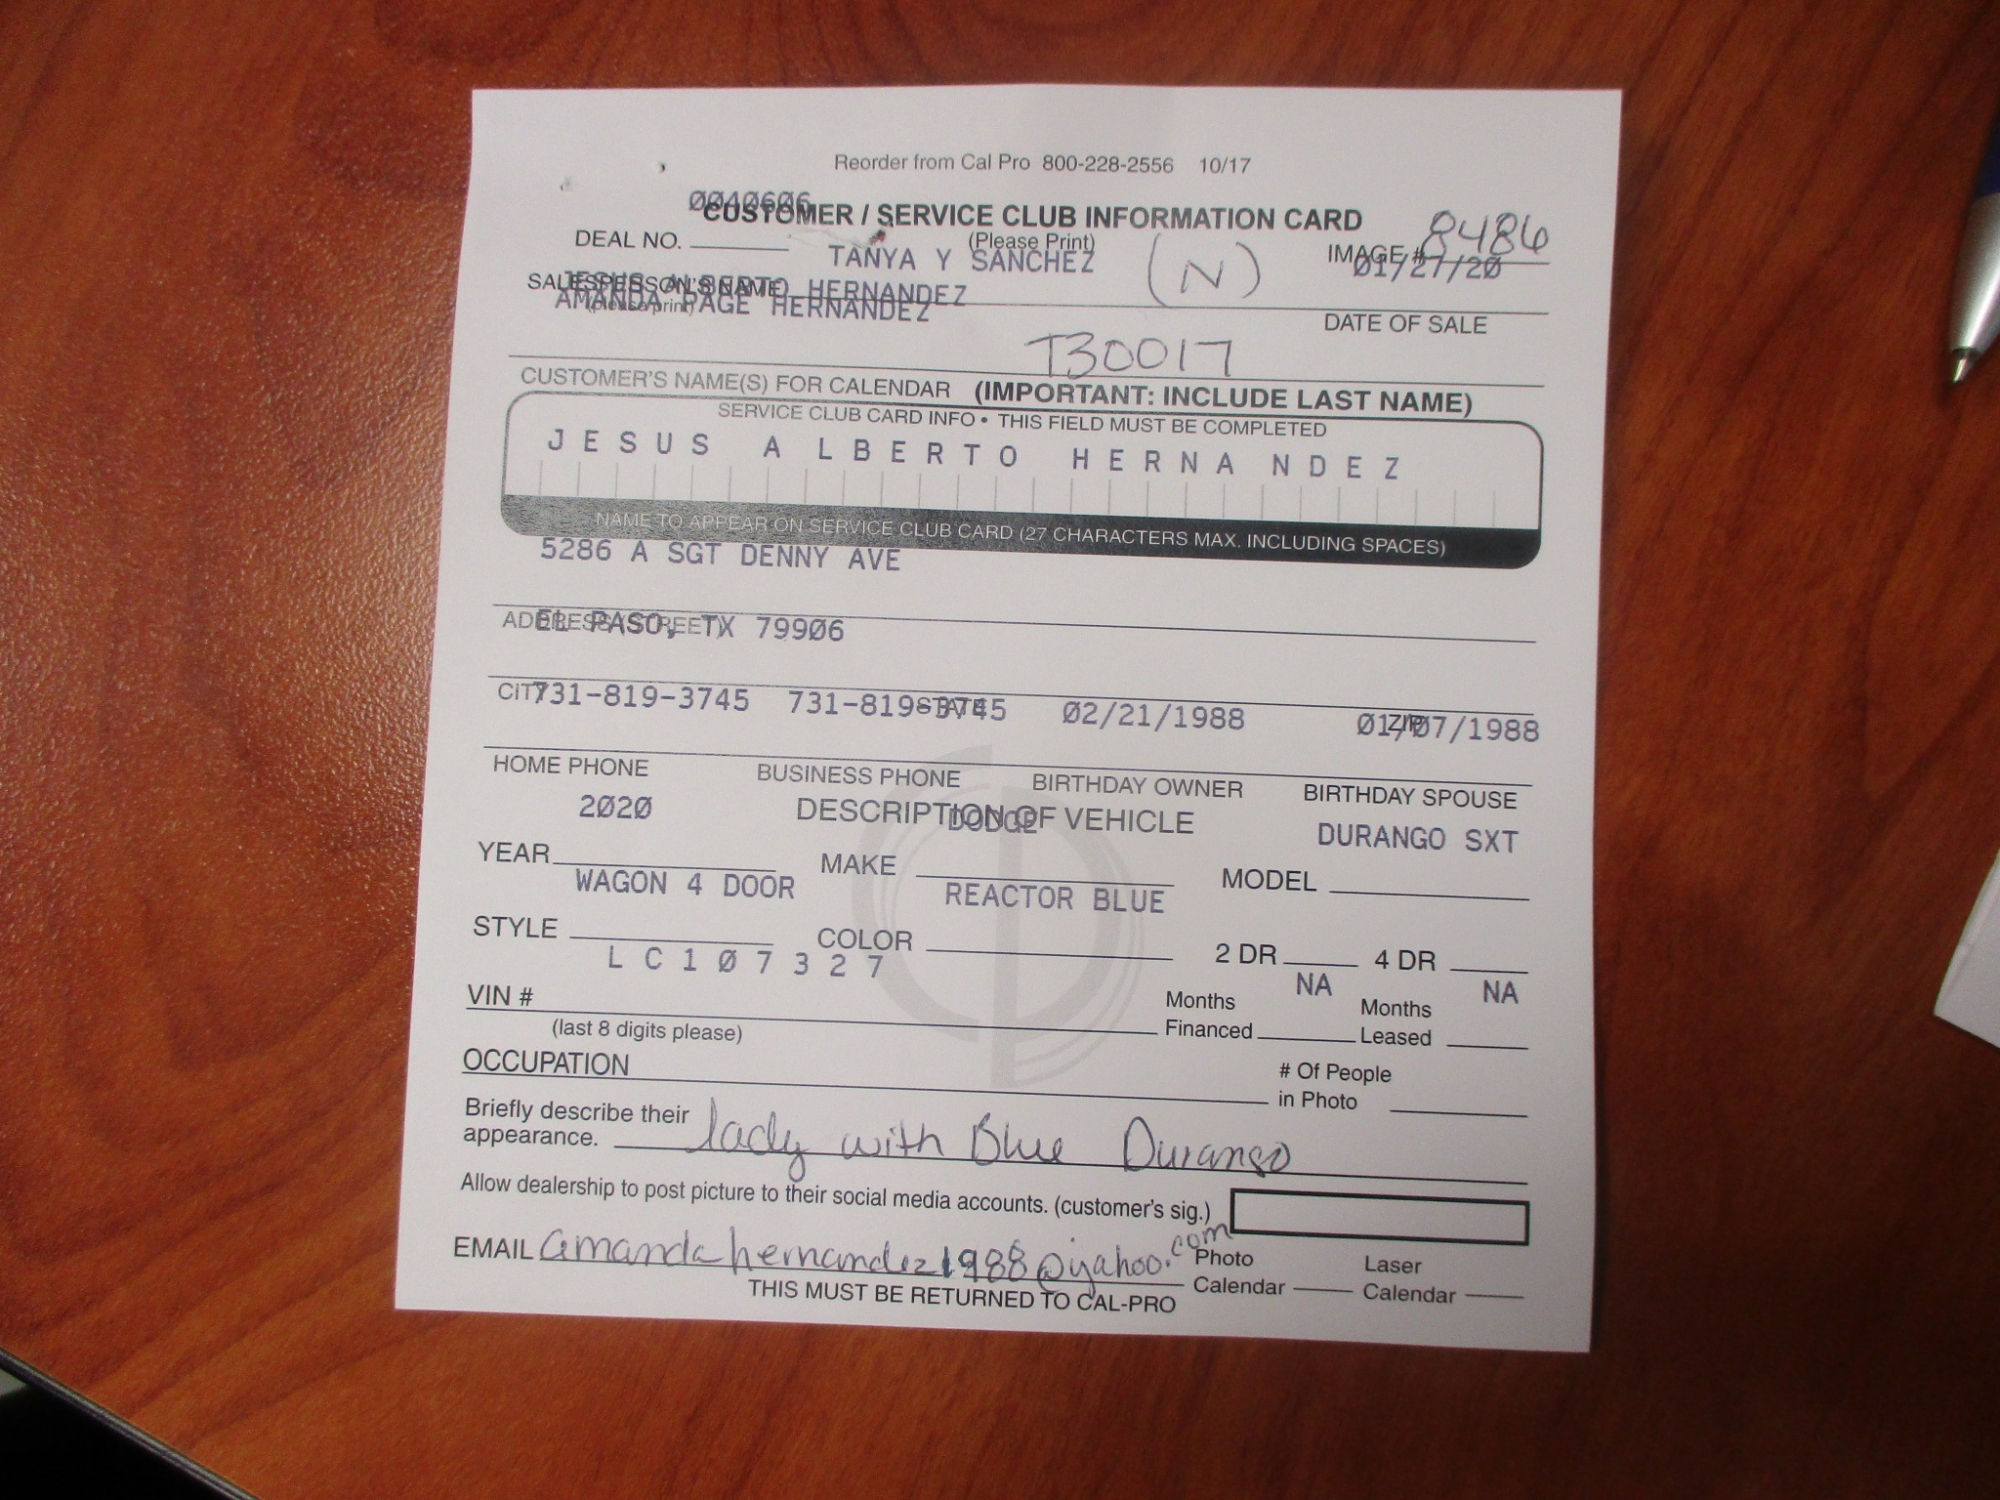 Reorder from Cal Pro 800-228-2556 10/17
0040606
CUSTOMER / SERVICE CLUB INFORMATION CARD
(Please Print)
DEAL NO.
TANYA Y SANCHEZ
(N)
IMAGE # 8486
01/27/20
SALESPERSON'S NAME
(please print)
JESUS ALBERTO HERNANDEZ
AMANDA PAGE HERNANDEZ
DATE OF SALE
T30017
CUSTOMER'S NAME(S) FOR CALENDAR (IMPORTANT: INCLUDE LAST NAME)
SERVICE CLUB CARD INFO • THIS FIELD MUST BE COMPLETED
JESUS ALBERTO HERNANDEZ
NAME TO APPEAR ON SERVICE CLUB CARD (27 CHARACTERS MAX. INCLUDING SPACES)
5286 A SGT DENNY AVE
ADDRESS (STREET)
EL PASO, TX 79906
CITY STATE ZIP
731-819-3745 731-819-3745 02/21/1988 01/07/1988
HOME PHONE BUSINESS PHONE BIRTHDAY OWNER BIRTHDAY SPOUSE
DESCRIPTION OF VEHICLE
2020 DODGE DURANGO SXT
YEAR MAKE MODEL
WAGON 4 DOOR REACTOR BLUE
STYLE COLOR 2 DR 4 DR
LC107327 NA NA
VIN # Months Financed Months Leased
(last 8 digits please)
OCCUPATION # Of People in Photo
Briefly describe their appearance. lady with Blue Durango
Allow dealership to post picture to their social media accounts. (customer's sig.)
EMAIL amandahernandez1988@yahoo.com Photo Calendar Laser Calendar
THIS MUST BE RETURNED TO CAL-PRO